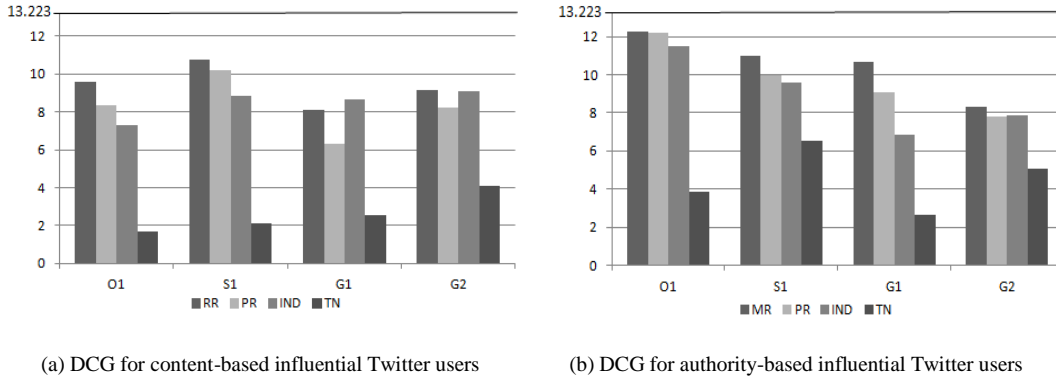 13.223
12
10
8
6
4
2
0
O1 S1 G1 G2
RR PR IND TN
(a) DCG for content-based influential Twitter users
13.223
12
10
8
6
4
2
0
O1 S1 G1 G2
MR PR IND TN
(b) DCG for authority-based influential Twitter users